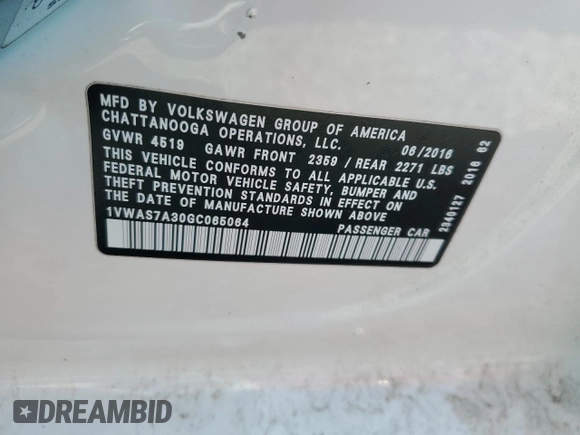 MFD BY VOLKSWAGEN GROUP OF AMERICA
CHATTANOOGA OPERATIONS, LLC. 06/2016
GVWR 4519 GAWR FRONT 2359 / REAR 2271 LBS
THIS VEHICLE CONFORMS TO ALL APPLICABLE U.S.
FEDERAL MOTOR VEHICLE SAFETY, BUMPER AND
THEFT PREVENTION STANDARDS IN EFFECT ON
THE DATE OF MANUFACTURE SHOWN ABOVE.
1VWAS7A30GC065064 PASSENGER CAR
2340127 2016 62
DREAMBID